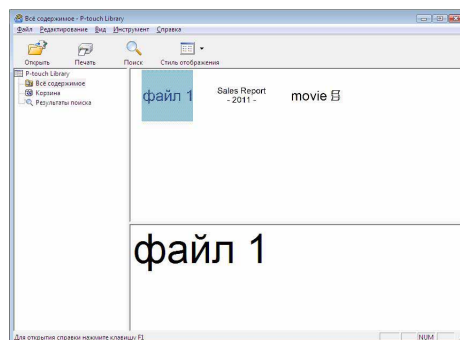 Всё содержимое - P-touch Library
Файл Редактирование Вид Инструмент Справка
Открыть Печать Поиск Стиль отображения
P-touch Library
Всё содержимое
Корзина
Результаты поиска
файл 1
Sales Report
- 2011 -
movie
файл 1
Для открытия справки нажмите клавишу F1
NUM